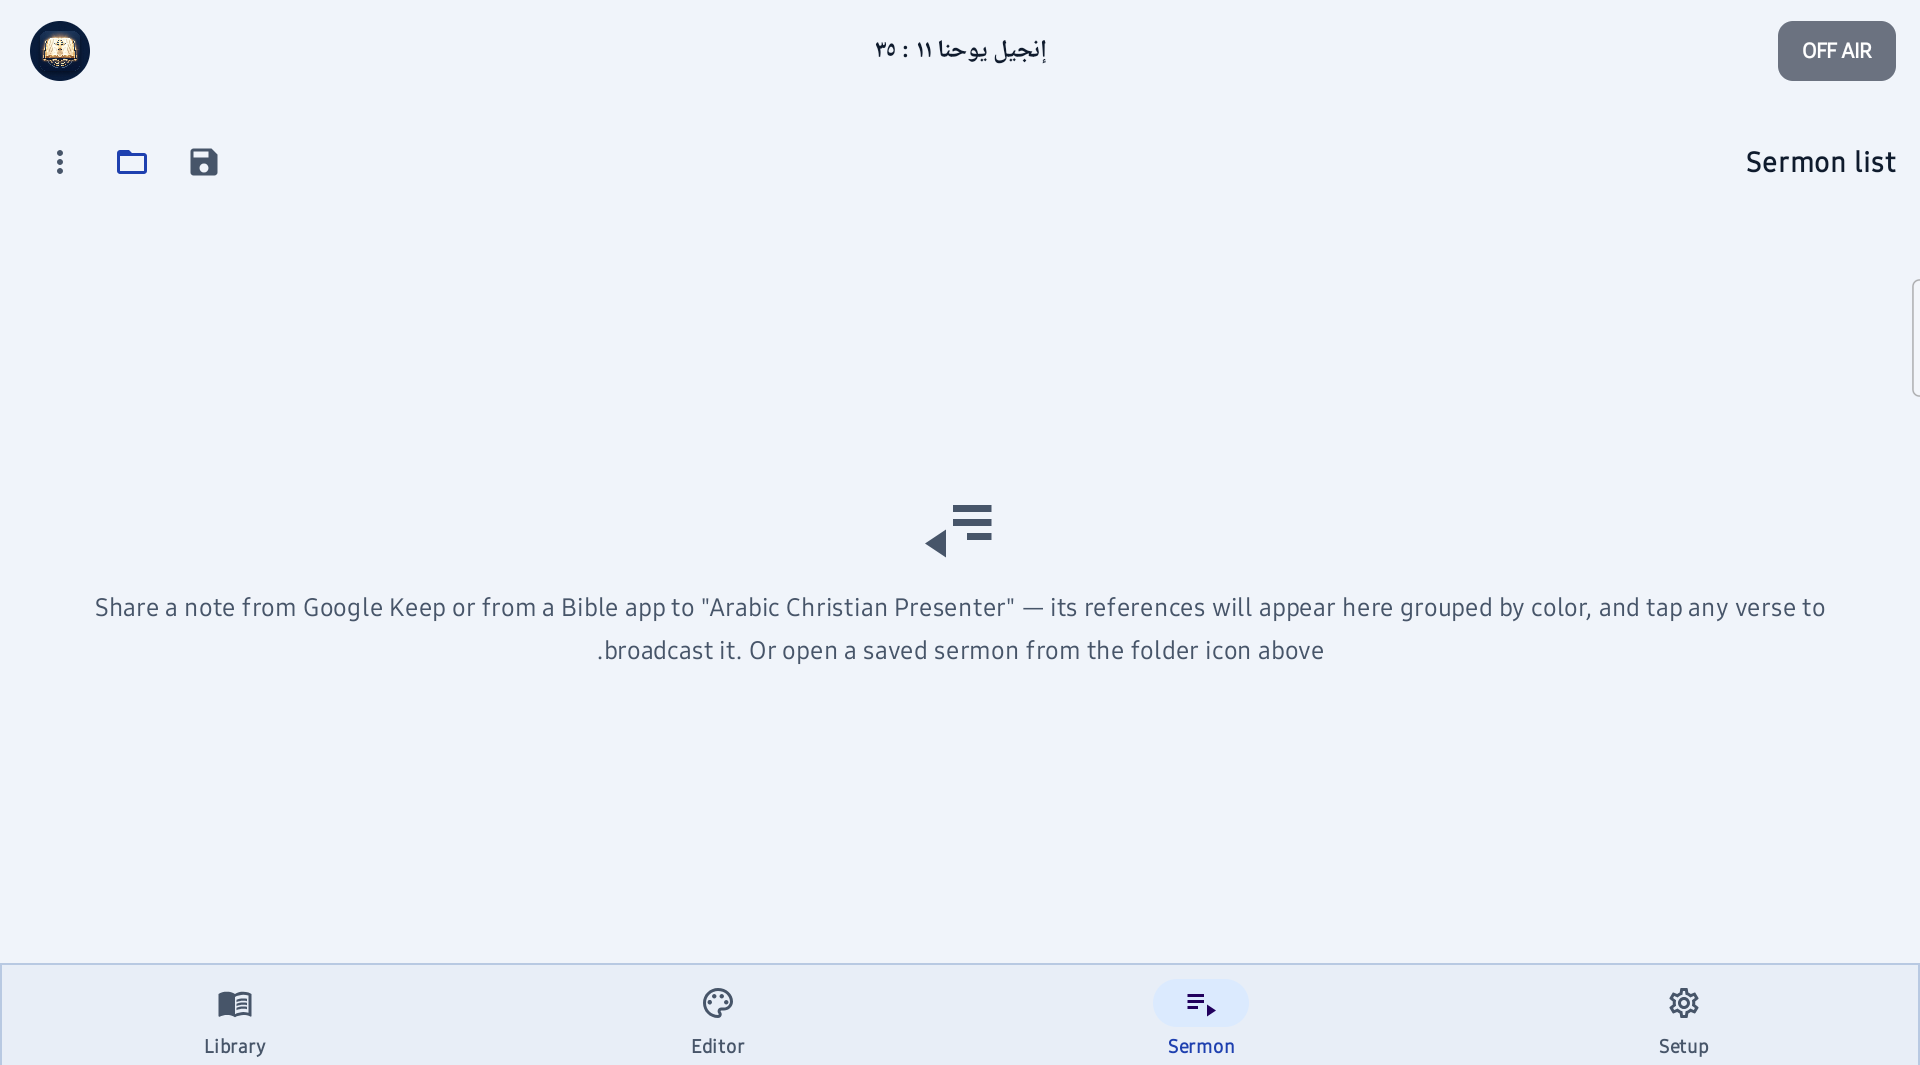 إنجيل يوحنا ١١ : ٣٥
OFF AIR
Sermon list
Share a note from Google Keep or from a Bible app to "Arabic Christian Presenter" — its references will appear here grouped by color, and tap any verse to
.broadcast it. Or open a saved sermon from the folder icon above
Library
Editor
Sermon
Setup